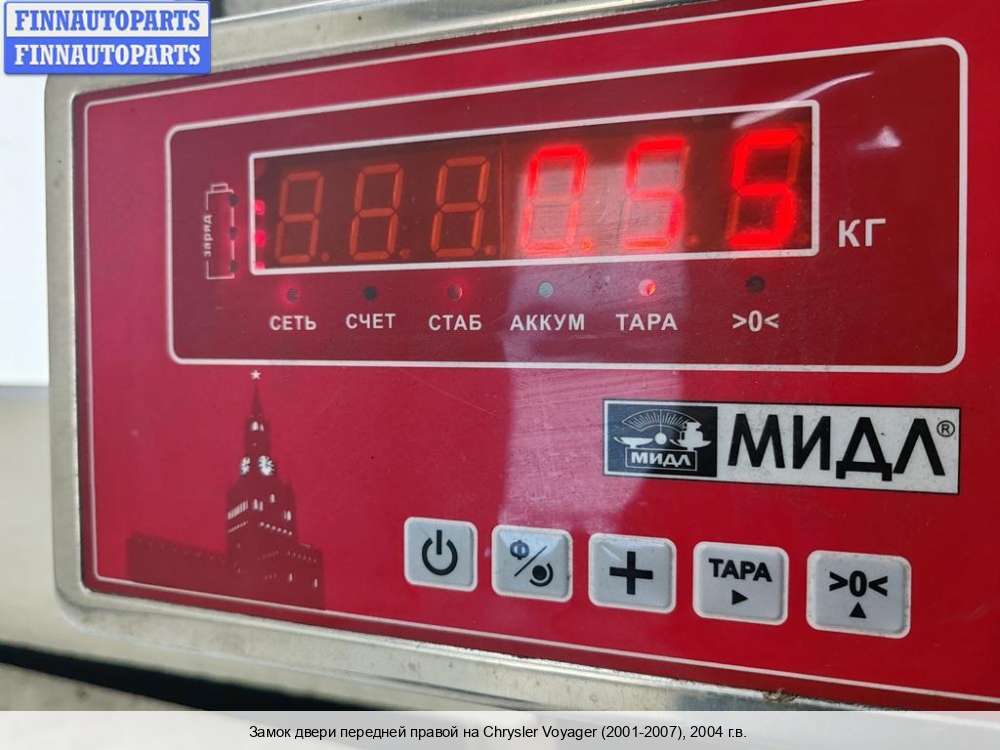 FINNAUTOPARTS
FINNAUTOPARTS
заряд
0.55
КГ
СЕТЬ СЧЕТ СТАБ АККУМ ТАРА >0<
МИДЛ МИДЛ®
Ф
ТАРА >0<
Замок двери передней правой на Chrysler Voyager (2001-2007), 2004 г.в.